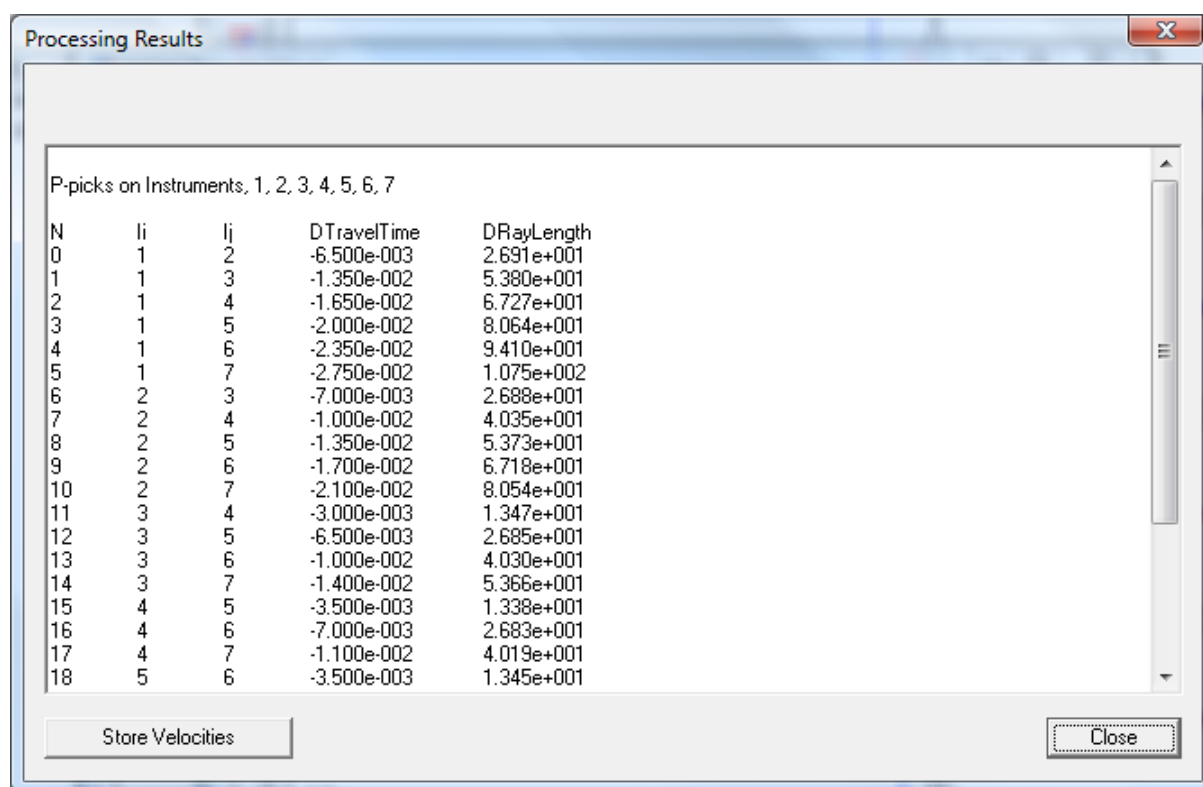 Processing Results
P-picks on Instruments, 1, 2, 3, 4, 5, 6, 7
N Ii Ij DTravelTime DRayLength
0 1 2 -6.500e-003 2.691e+001
1 1 3 -1.350e-002 5.380e+001
2 1 4 -1.650e-002 6.727e+001
3 1 5 -2.000e-002 8.064e+001
4 1 6 -2.350e-002 9.410e+001
5 1 7 -2.750e-002 1.075e+002
6 2 3 -7.000e-003 2.688e+001
7 2 4 -1.000e-002 4.035e+001
8 2 5 -1.350e-002 5.373e+001
9 2 6 -1.700e-002 6.718e+001
10 2 7 -2.100e-002 8.054e+001
11 3 4 -3.000e-003 1.347e+001
12 3 5 -6.500e-003 2.685e+001
13 3 6 -1.000e-002 4.030e+001
14 3 7 -1.400e-002 5.366e+001
15 4 5 -3.500e-003 1.338e+001
16 4 6 -7.000e-003 2.683e+001
17 4 7 -1.100e-002 4.019e+001
18 5 6 -3.500e-003 1.345e+001
Store Velocities Close